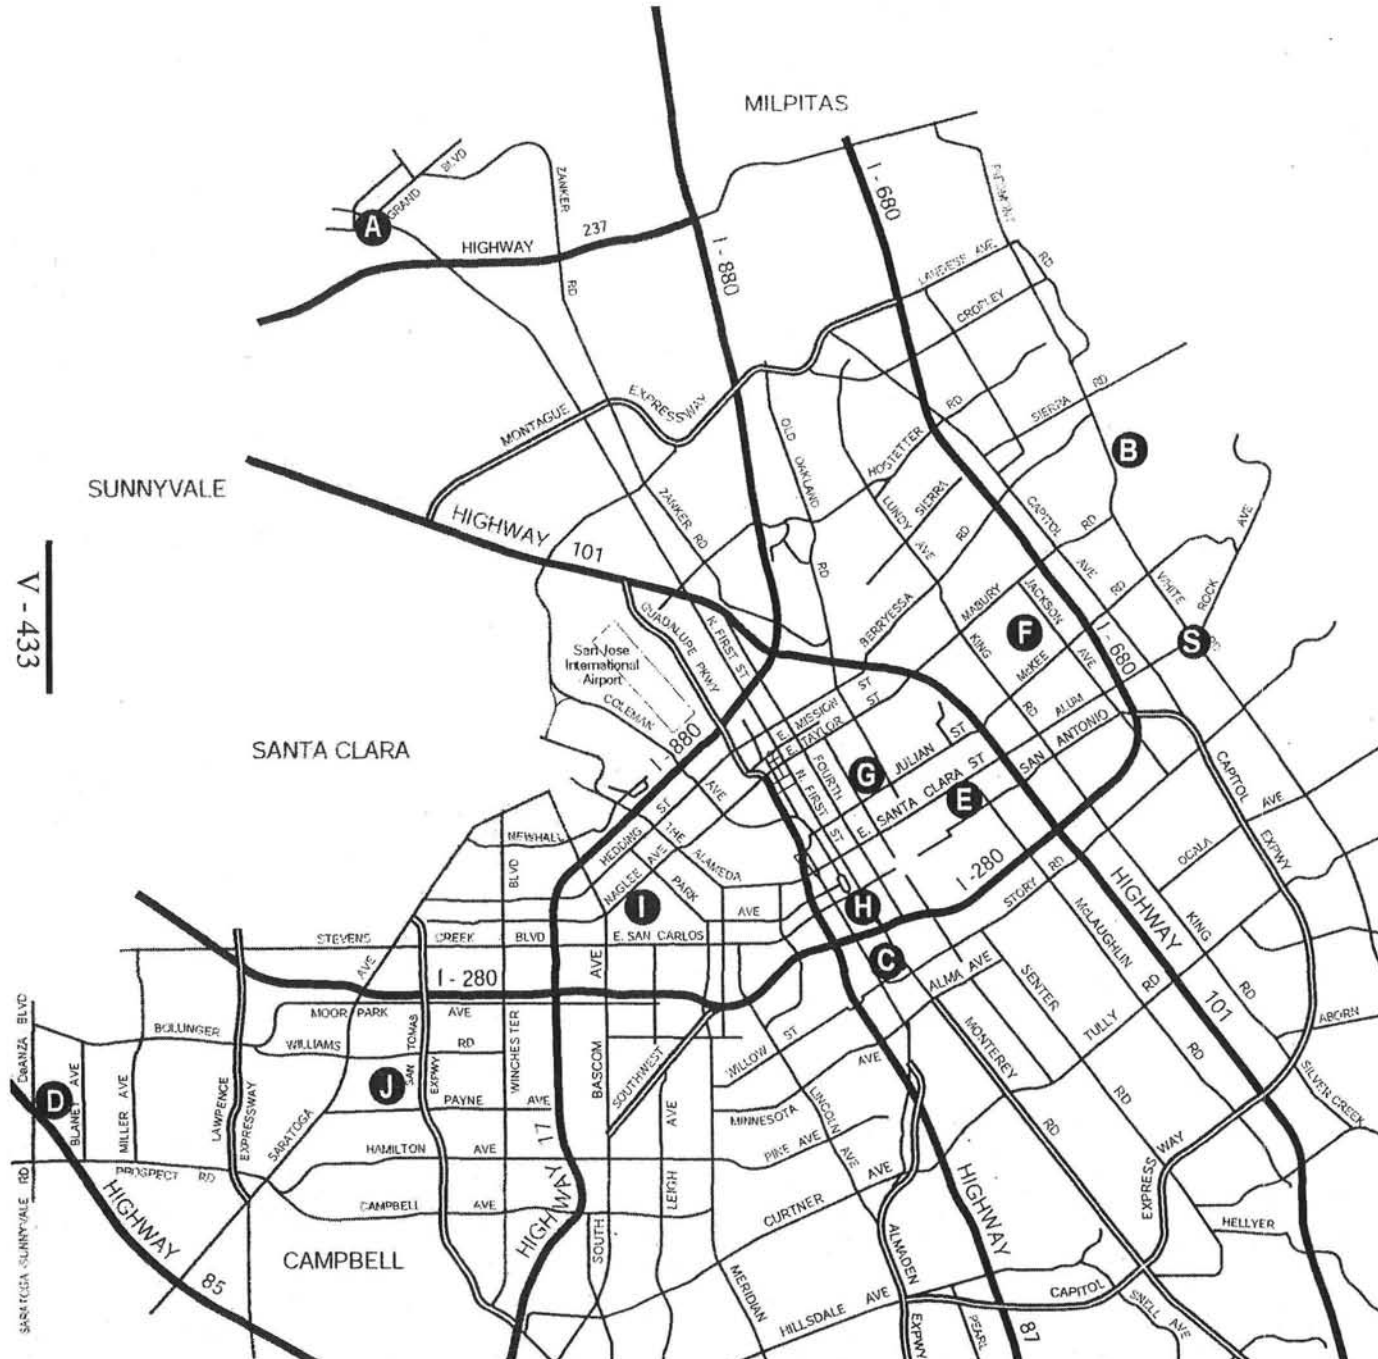 MILPITAS
I - 680
PIEDMONT
BLVD
GRAND
A
ZANKER
HIGHWAY
237
I - 880
LANDESS AVE
RD
RD
CROPLEY
EXPRESSWAY
MONTAGUE
OLD
OAKLAND
RD
HOSTETTER
RD
SIERRA
RD
B
SUNNYVALE
HIGHWAY
101
ZANKER
RD
LUNDY
AVE
SIERRA
RD
CAPITOL
AVE
RD
AVE
V - 433
WHITE
RD
ROCK
GUADALUPE PKWY
N. FIRST ST
BERRYESSA
MABURY
JACKSON
AVE
RD
KING
F
McKEE
RD
I - 680
S
San Jose
International
Airport
COLEMAN
AVE
E. MISSION
ST
E. TAYLOR
ST
ALUM
SAN ANTONIO
SANTA CLARA
I - 880
FOURTH
N. FIRST ST
G
JULIAN
ST
E. SANTA CLARA ST
E
CAPITOL
EXPWY
AVE
OCALA
NEWHALL
BLVD
HEDDING
ST
THE
ALAMEDA
NAGLEE AVE
PARK
AVE
I
H
I - 280
STORY
RD
HIGHWAY
101
McLAUGHLIN
RD
KING
RD
STEVENS
CREEK
BLVD
E. SAN CARLOS
AVE
C
ALMA AVE
SENTER
RD
I - 280
AVE
MOOR PARK
AVE
TULLY
RD
ABORN
DeANZA BLVD
BOLLINGER
WILLIAMS
RD
SAN
TOMAS
EXPWY
WINCHESTER
BASCOM
AVE
SOUTHWEST
WILLOW
ST
AVE
MONTEREY
RD
SILVER CREEK
D
BLANEY AVE
MILLER AVE
LAWRENCE
EXPRESSWAY
SARATOGA
J
PAYNE
AVE
MINNESOTA
LINCOLN
AVE
PINE AVE
HAMILTON
AVE
17
HIGHWAY
LEIGH
AVE
PROSPECT
RD
CAMPBELL
AVE
SOUTH
CURTNER
AVE
HIGHWAY
87
EXPRESS WAY
HELLYER
SARATOGA-SUNNYVALE RD
HIGHWAY
85
CAMPBELL
MERIDIAN
ALMADEN
EXPWY
HILLSDALE
AVE
CAPITOL
PEARL
SNELL AVE